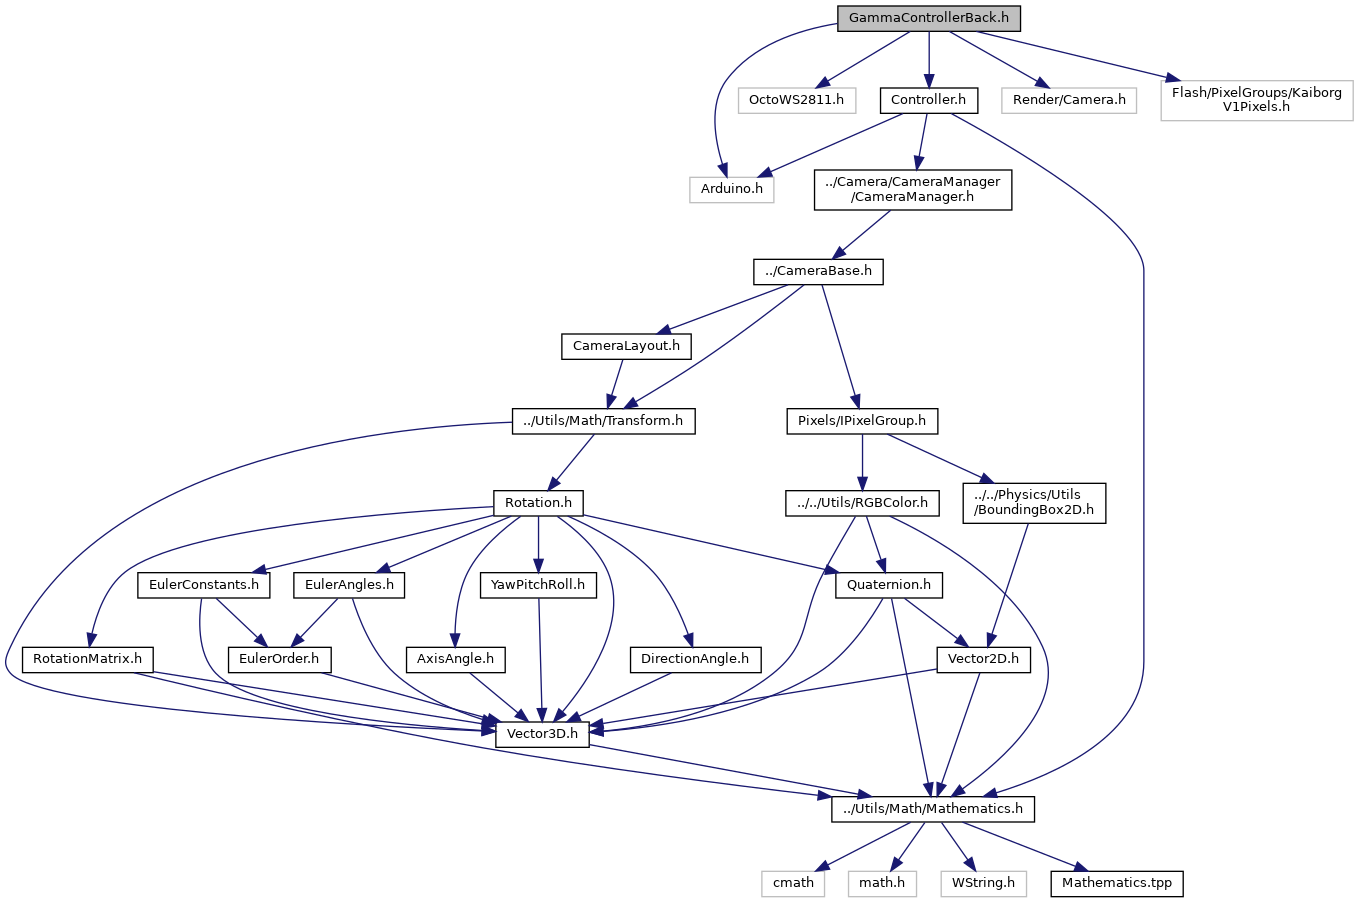 GammaControllerBack.h
OctoWS2811.h
Controller.h
Render/Camera.h
Flash/PixelGroups/Kaiborg
V1Pixels.h
Arduino.h
../Camera/CameraManager
/CameraManager.h
../CameraBase.h
CameraLayout.h
../Utils/Math/Transform.h
Pixels/IPixelGroup.h
Rotation.h
../../Utils/RGBColor.h
../../Physics/Utils
/BoundingBox2D.h
EulerConstants.h
EulerAngles.h
YawPitchRoll.h
Quaternion.h
RotationMatrix.h
EulerOrder.h
AxisAngle.h
DirectionAngle.h
Vector2D.h
Vector3D.h
../Utils/Math/Mathematics.h
cmath
math.h
WString.h
Mathematics.tpp